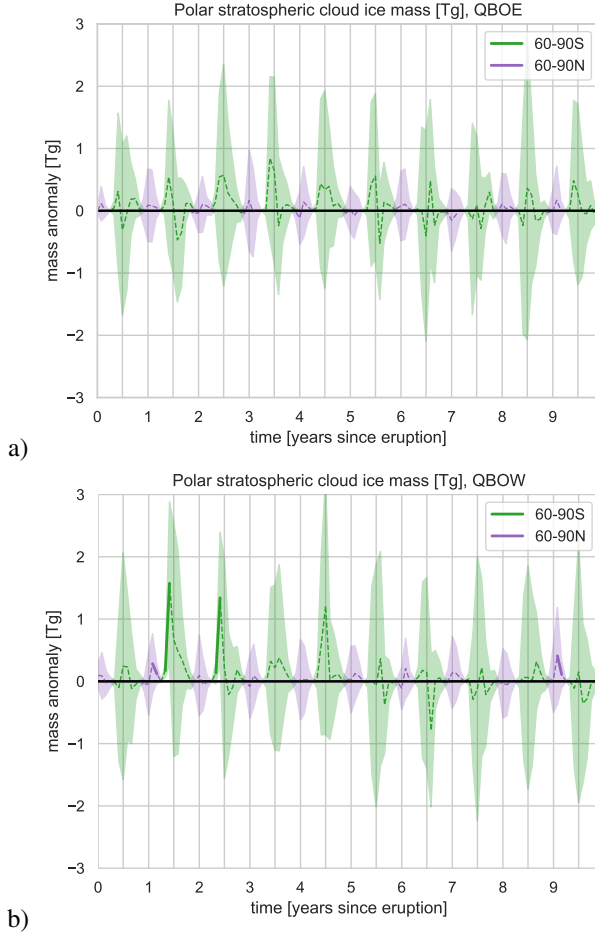 Polar stratospheric cloud ice mass [Tg], QBOE
3
2
1
0
−1
−2
−3
mass anomaly [Tg]
60-90S
60-90N
0 1 2 3 4 5 6 7 8 9
time [years since eruption]
a)
Polar stratospheric cloud ice mass [Tg], QBOW
3
2
1
0
−1
−2
−3
mass anomaly [Tg]
60-90S
60-90N
0 1 2 3 4 5 6 7 8 9
time [years since eruption]
b)